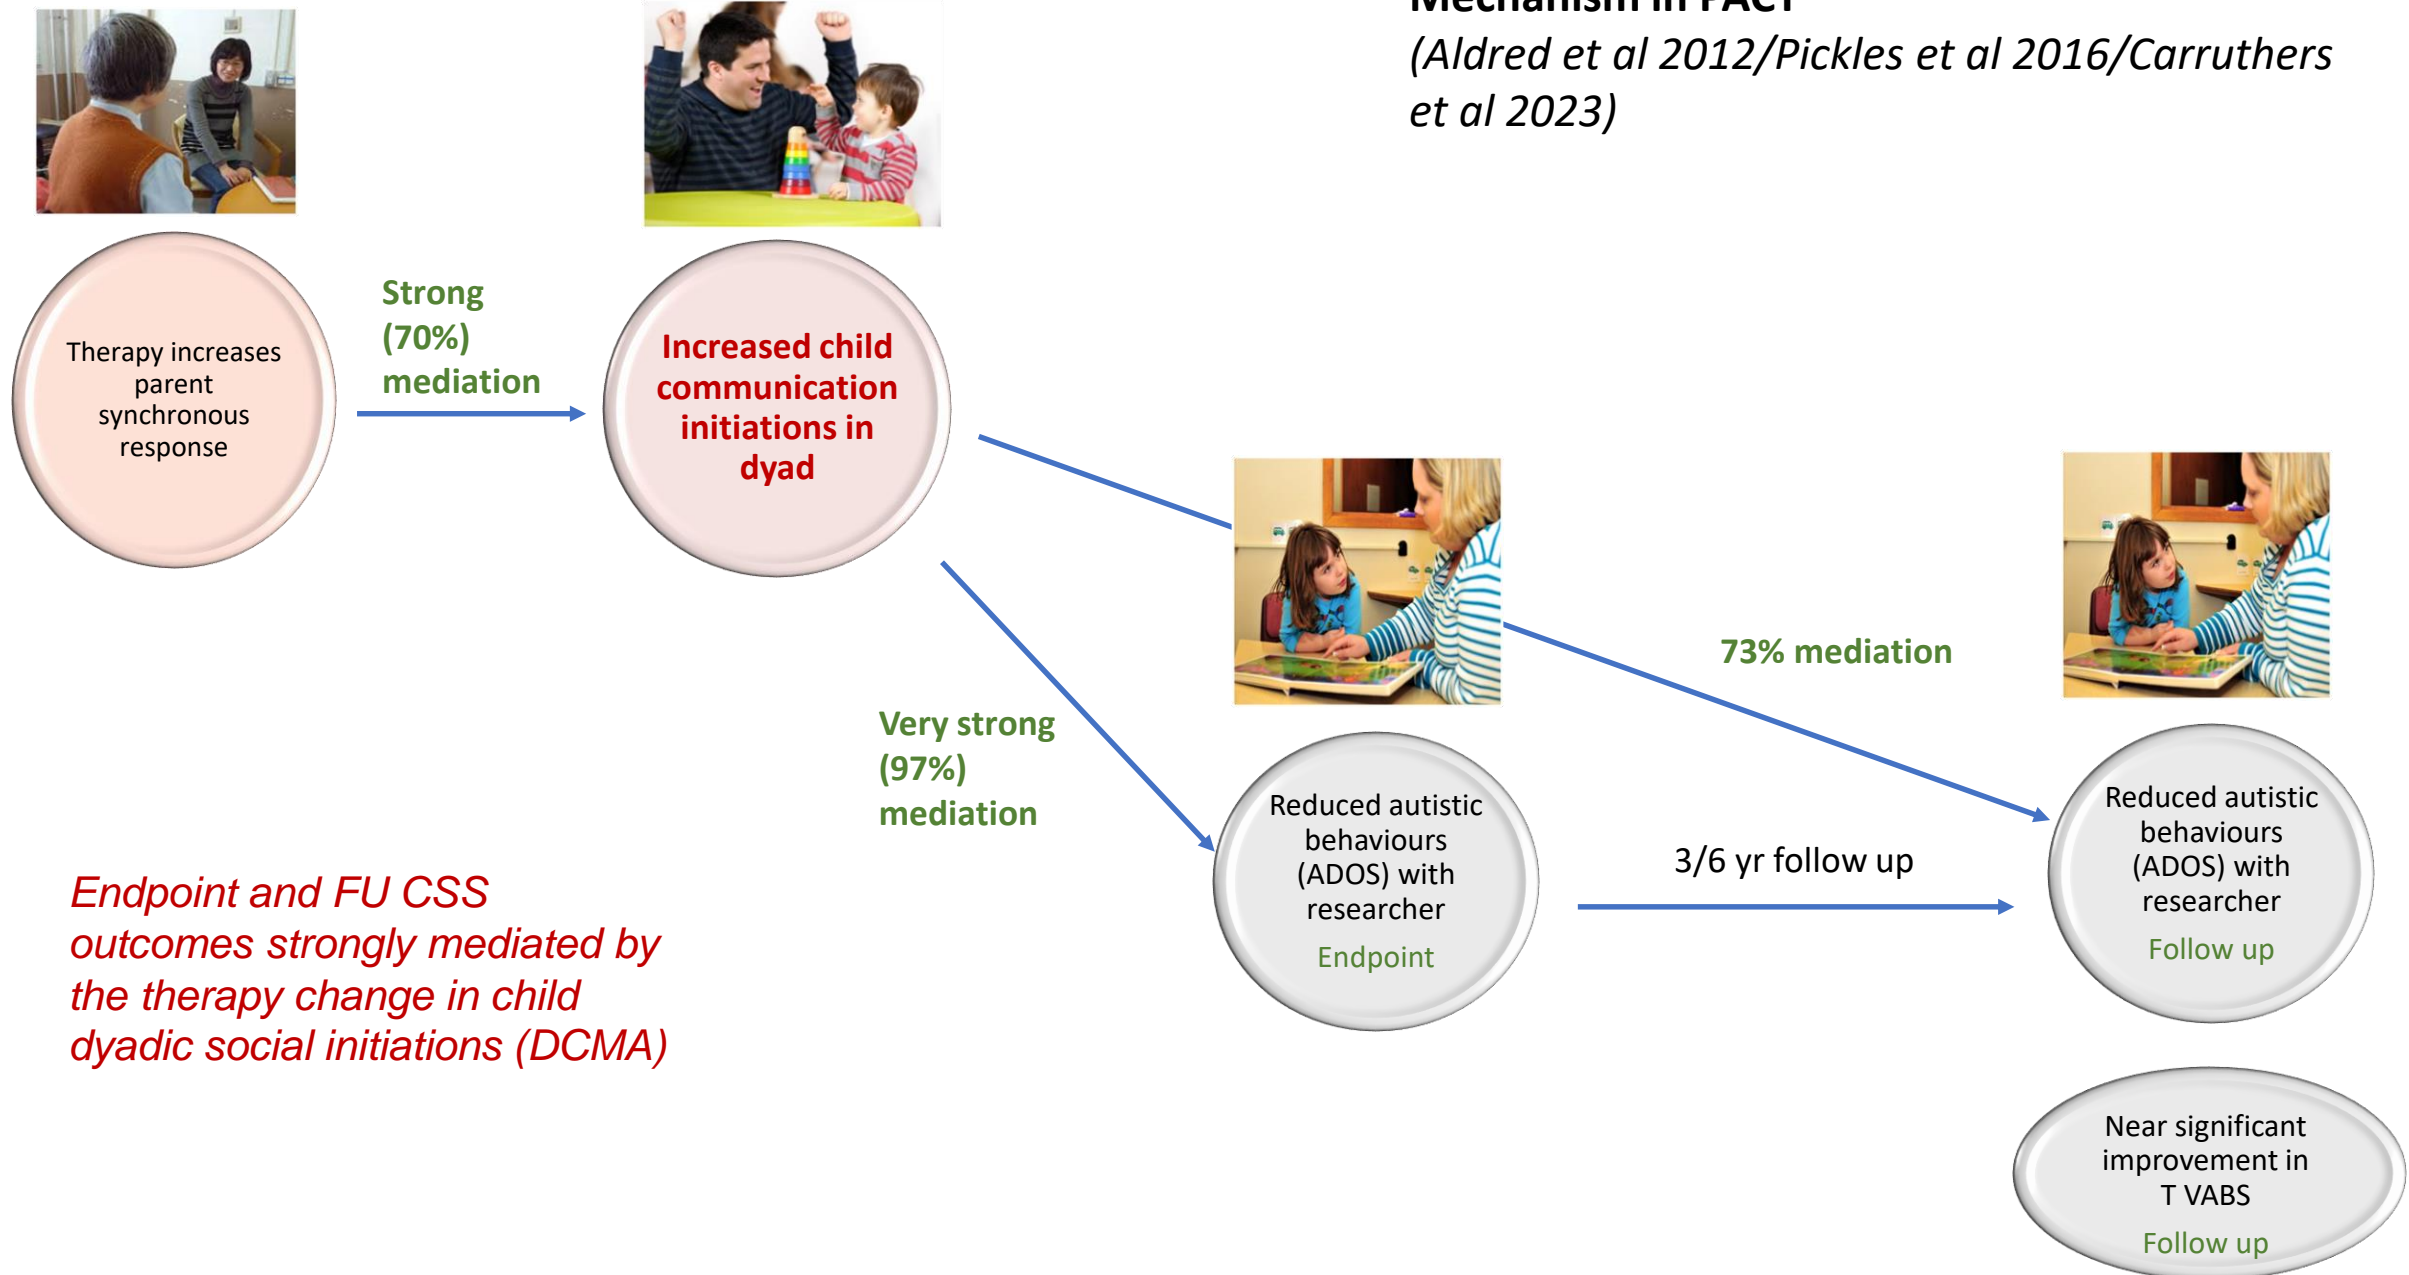 Mechanism in PACT
(Aldred et al 2012/Pickles et al 2016/Carruthers
et al 2023)
Therapy increases
parent
synchronous
response
Strong
(70%)
mediation
Increased child
communication
initiations in
dyad
73% mediation
Very strong
(97%)
mediation
Reduced autistic
behaviours
(ADOS) with
researcher
Endpoint
3/6 yr follow up
Reduced autistic
behaviours
(ADOS) with
researcher
Follow up
Endpoint and FU CSS
outcomes strongly mediated by
the therapy change in child
dyadic social initiations (DCMA)
Near significant
improvement in
T VABS
Follow up